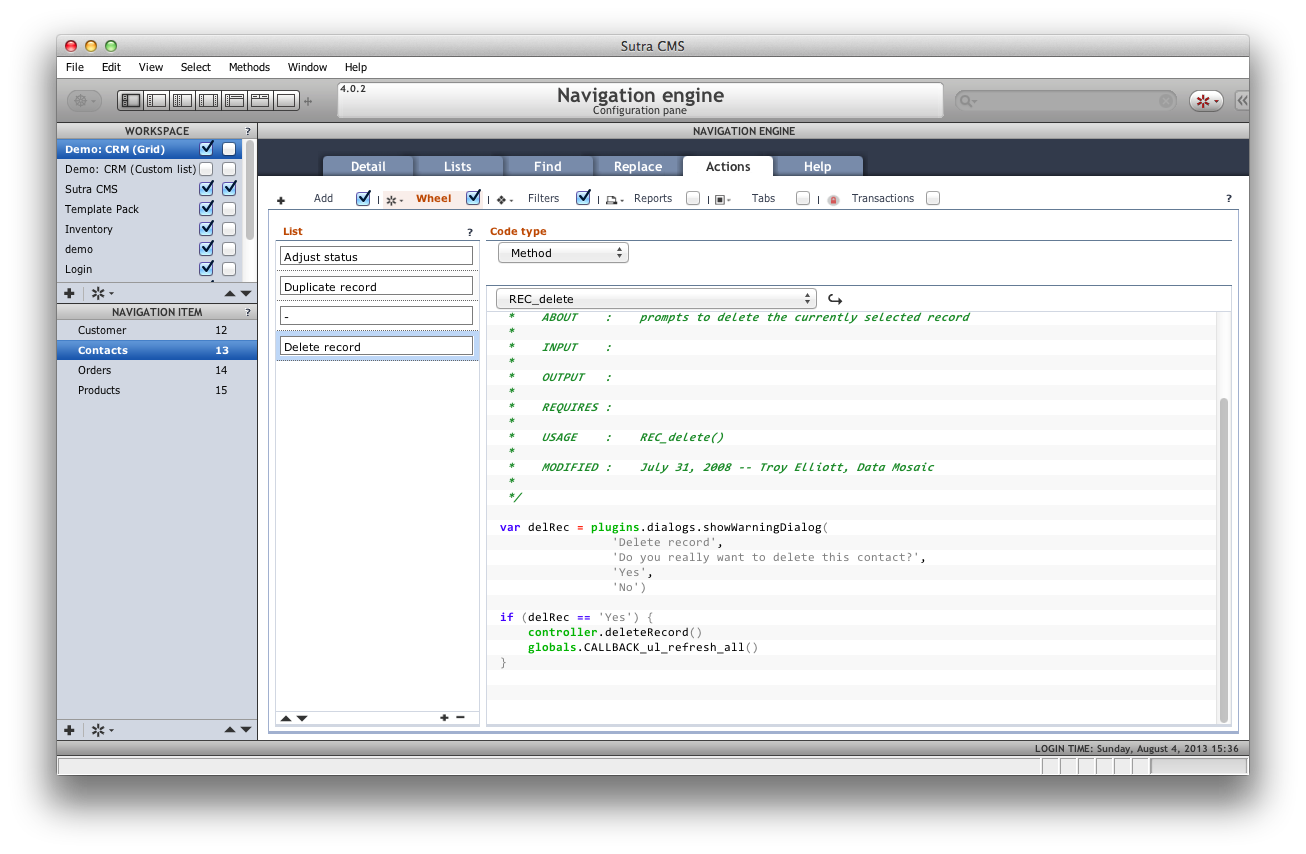 Sutra CMS
File Edit View Select Methods Window Help
4.0.2
Navigation engine
Configuration pane
WORKSPACE ?
Demo: CRM (Grid)
Demo: CRM (Custom list)
Sutra CMS
Template Pack
Inventory
demo
Login
NAVIGATION ITEM ?
Customer 12
Contacts 13
Orders 14
Products 15
NAVIGATION ENGINE
Detail Lists Find Replace Actions Help
Add Wheel Filters Reports Tabs Transactions ?
List ?
Adjust status
Duplicate record
-
Delete record
Code type
Method
REC_delete
* ABOUT : prompts to delete the currently selected record
*
* INPUT :
*
* OUTPUT :
*
* REQUIRES :
*
* USAGE : REC_delete()
*
* MODIFIED : July 31, 2008 -- Troy Elliott, Data Mosaic
*
*/
var delRec = plugins.dialogs.showWarningDialog(
'Delete record',
'Do you really want to delete this contact?',
'Yes',
'No')
if (delRec == 'Yes') {
controller.deleteRecord()
globals.CALLBACK_ul_refresh_all()
}
LOGIN TIME: Sunday, August 4, 2013 15:36